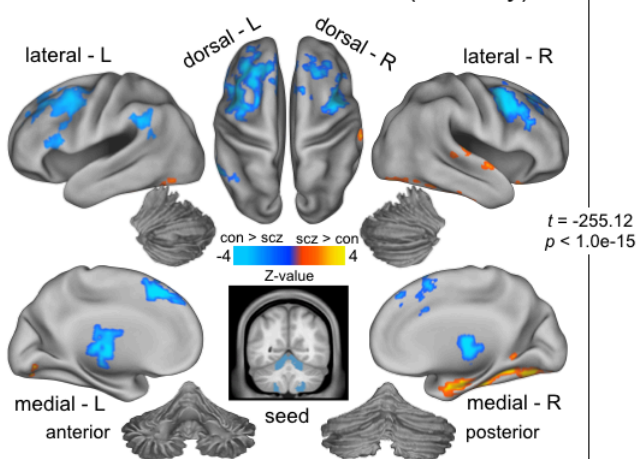 lateral - L
dorsal - L
dorsal - R
lateral - R
con > scz scz > con
-4 4
Z-value
t = -255.12
p < 1.0e-15
medial - L
seed
medial - R
anterior
posterior